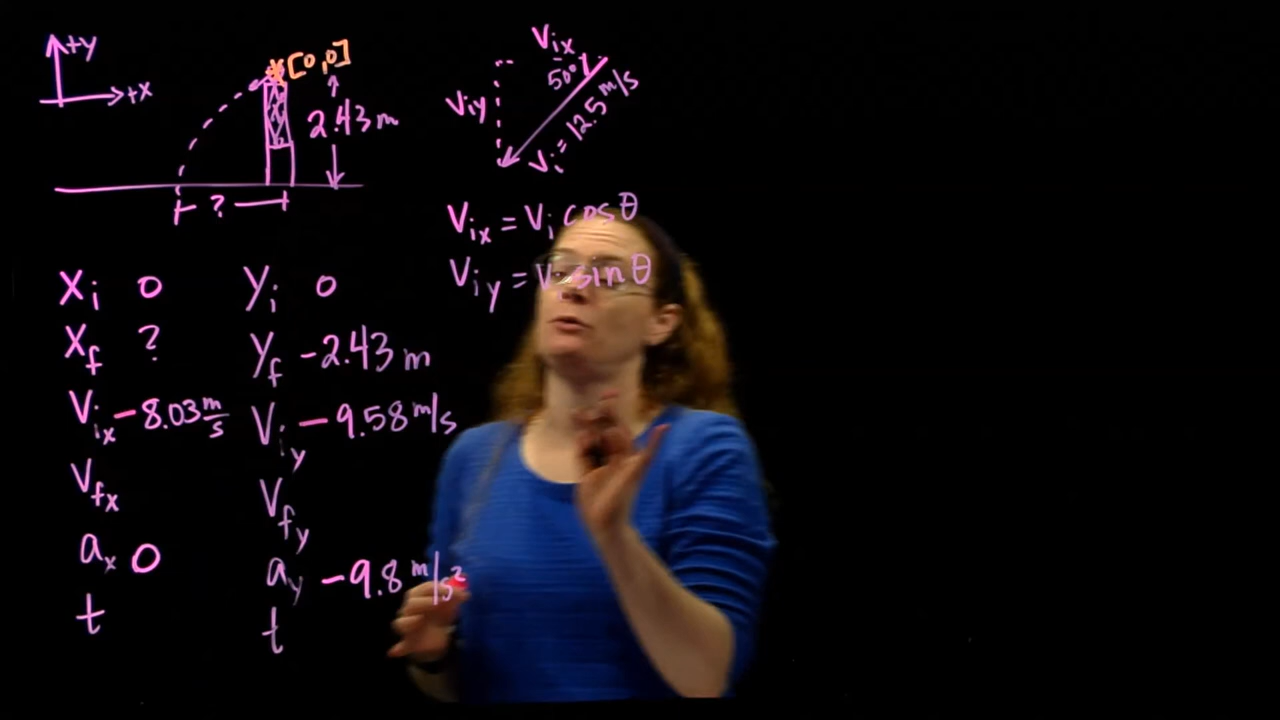 +y
+x
[0,0]
2.43 m
?
Vix
50°
Viy
Vi = 12.5 m/s
Vix = Vi cos θ
Viy = Vi sin θ
Xi 0
Xf ?
Vix -8.03 m/s
Vfx
ax 0
t
Yi 0
Yf -2.43 m
Viy -9.58 m/s
Vfy
ay -9.8 m/s²
t